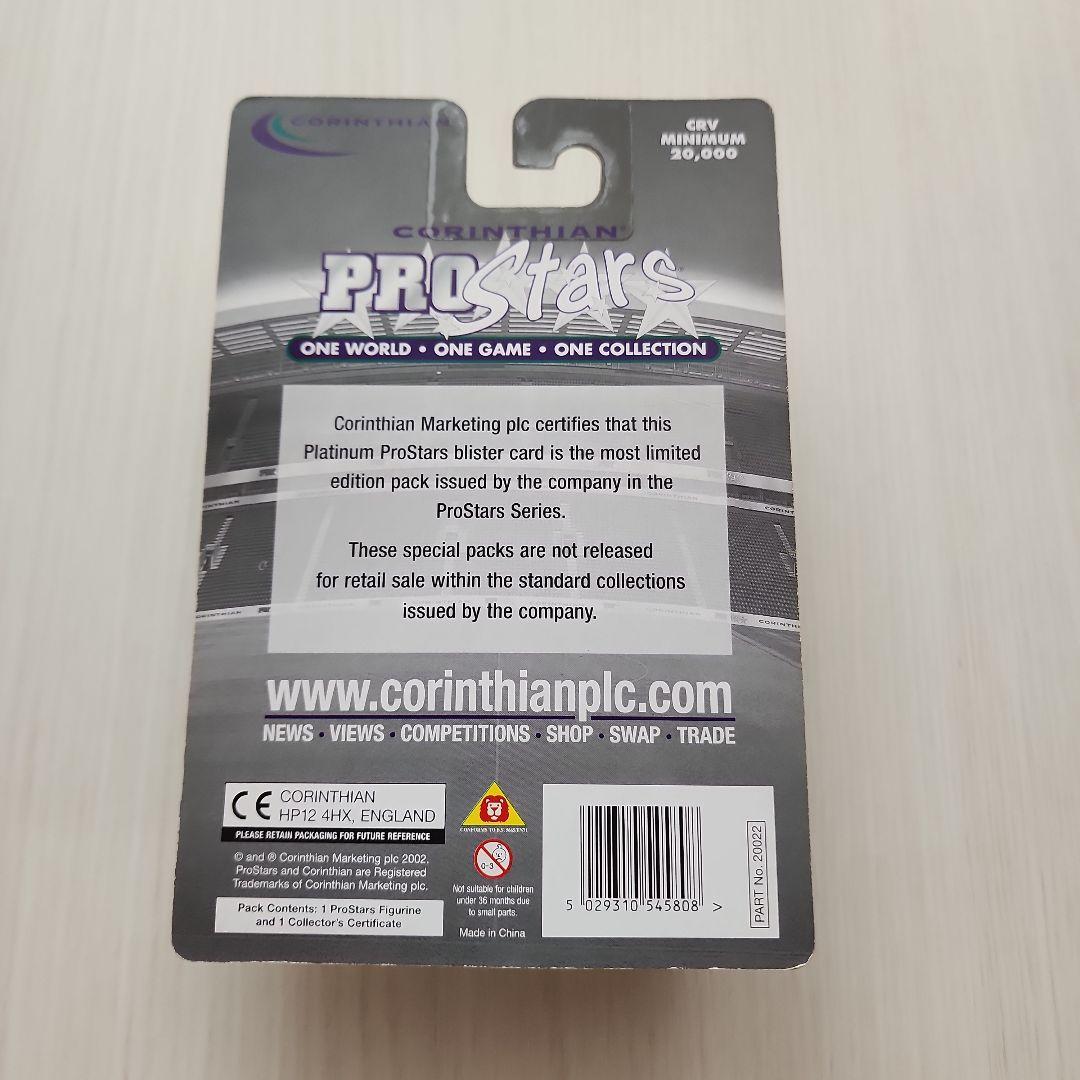 CORINTHIAN
CRV
MINIMUM
20,000
CORINTHIAN®
PROStars
ONE WORLD • ONE GAME • ONE COLLECTION
Corinthian Marketing plc certifies that this
Platinum ProStars blister card is the most limited
edition pack issued by the company in the
ProStars Series.
These special packs are not released
for retail sale within the standard collections
issued by the company.
www.corinthianplc.com
NEWS • VIEWS • COMPETITIONS • SHOP • SWAP • TRADE
CE CORINTHIAN
HP12 4HX, ENGLAND
PLEASE RETAIN PACKAGING FOR FUTURE REFERENCE
© and ® Corinthian Marketing plc 2002.
ProStars and Corinthian are Registered
Trademarks of Corinthian Marketing plc.
Pack Contents: 1 ProStars Figurine
and 1 Collector's Certificate
0-3
Not suitable for children
under 36 months due
to small parts.
Made in China
5 029310 545808 >
PART No. 20022